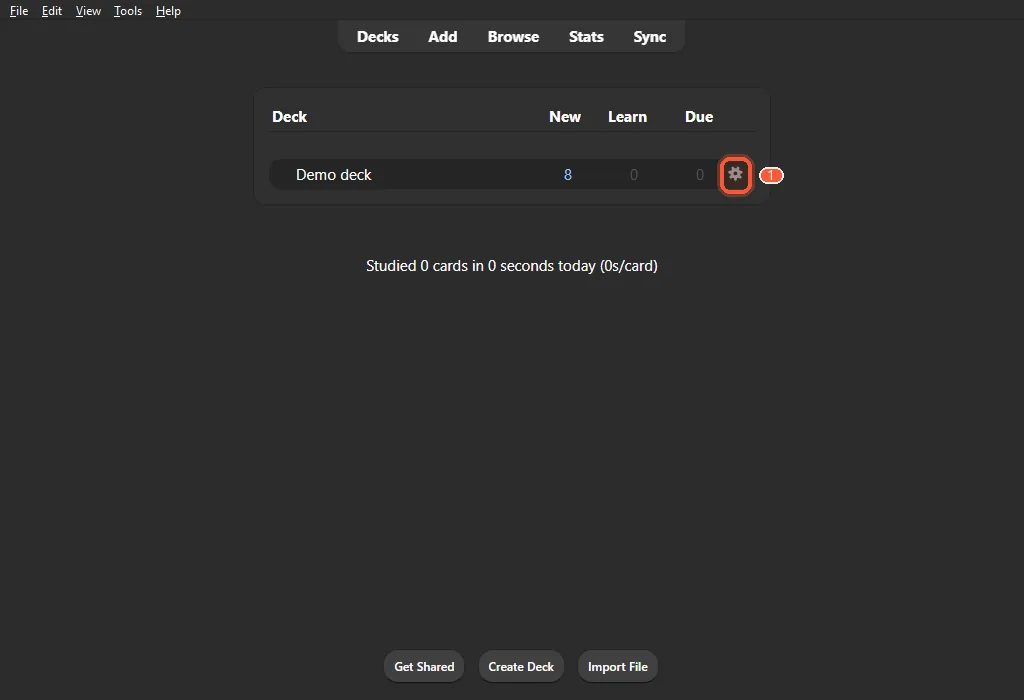 File Edit View Tools Help
Decks Add Browse Stats Sync
Deck New Learn Due
Demo deck 8 0 0 1
Studied 0 cards in 0 seconds today (0s/card)
Get Shared Create Deck Import File